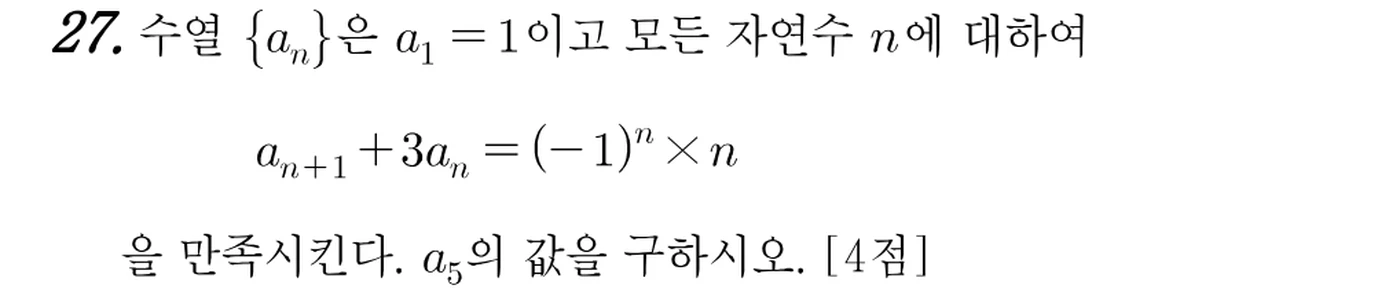 27. 수열 {aₙ}은 a₁ = 1이고 모든 자연수 n에 대하여
aₙ₊₁ + 3aₙ = (−1)ⁿ × n
을 만족시킨다. a₅의 값을 구하시오. [4점]